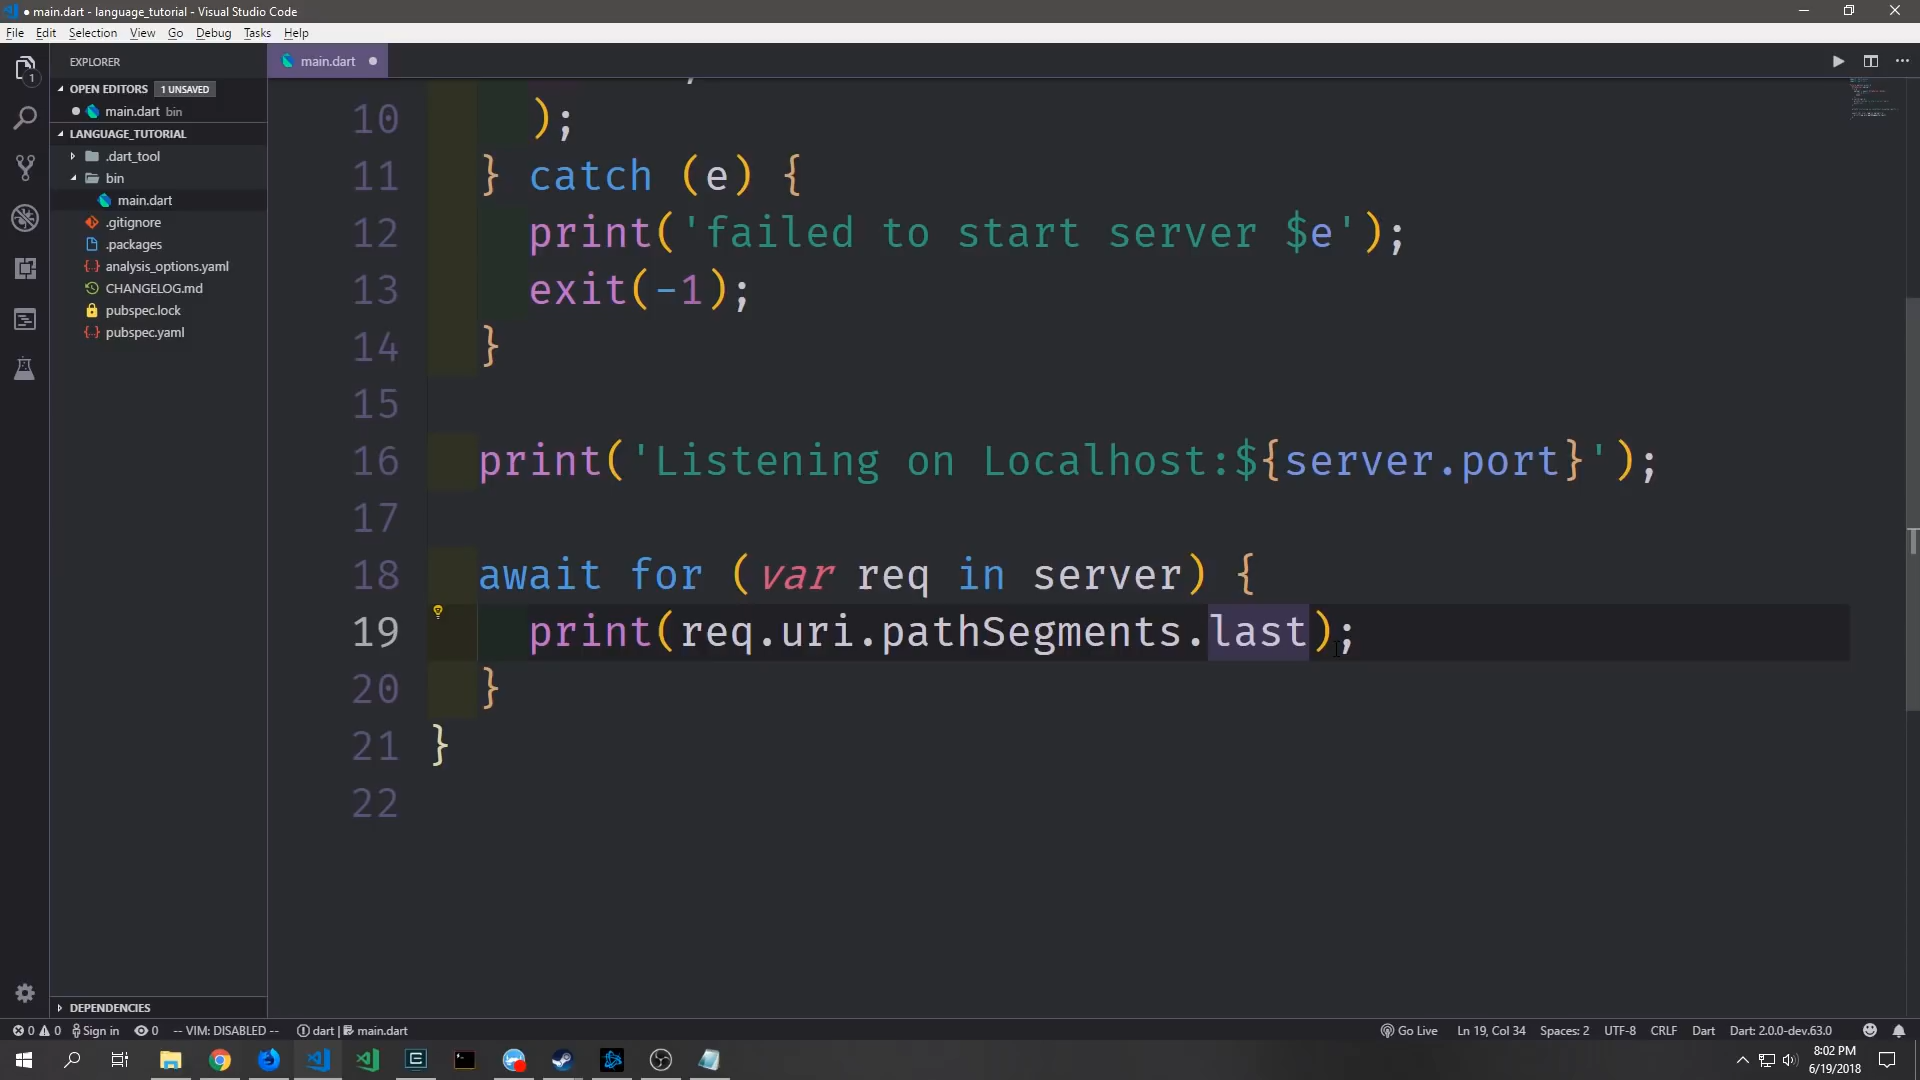 ● main.dart - language_tutorial - Visual Studio Code
File Edit Selection View Go Debug Tasks Help
EXPLORER
main.dart
OPEN EDITORS 1 UNSAVED
main.dart bin
LANGUAGE_TUTORIAL
.dart_tool
bin
main.dart
.gitignore
.packages
analysis_options.yaml
CHANGELOG.md
pubspec.lock
pubspec.yaml
DEPENDENCIES
1
10 );
11 } catch (e) {
12 print('failed to start server $e');
13 exit(-1);
14 }
15
16 print('Listening on Localhost:${server.port}');
17
18 await for (var req in server) {
19 print(req.uri.pathSegments.last);
20 }
21 }
22
0 0 Sign in 0 -- VIM: DISABLED -- dart | main.dart Go Live Ln 19, Col 34 Spaces: 2 UTF-8 CRLF Dart Dart: 2.0.0-dev.63.0
8:02 PM
6/19/2018